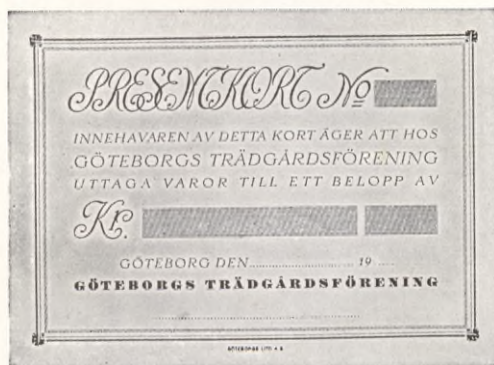 PRESENTKORT No
INNEHAVAREN AV DETTA KORT ÄGER ATT HOS
GÖTEBORGS TRÄDGÅRDSFÖRENING
UTTAGA VAROR TILL ETT BELOPP AV
Kr.
GÖTEBORG DEN.................... 19......
GÖTEBORGS TRÄDGÅRDSFÖRENING